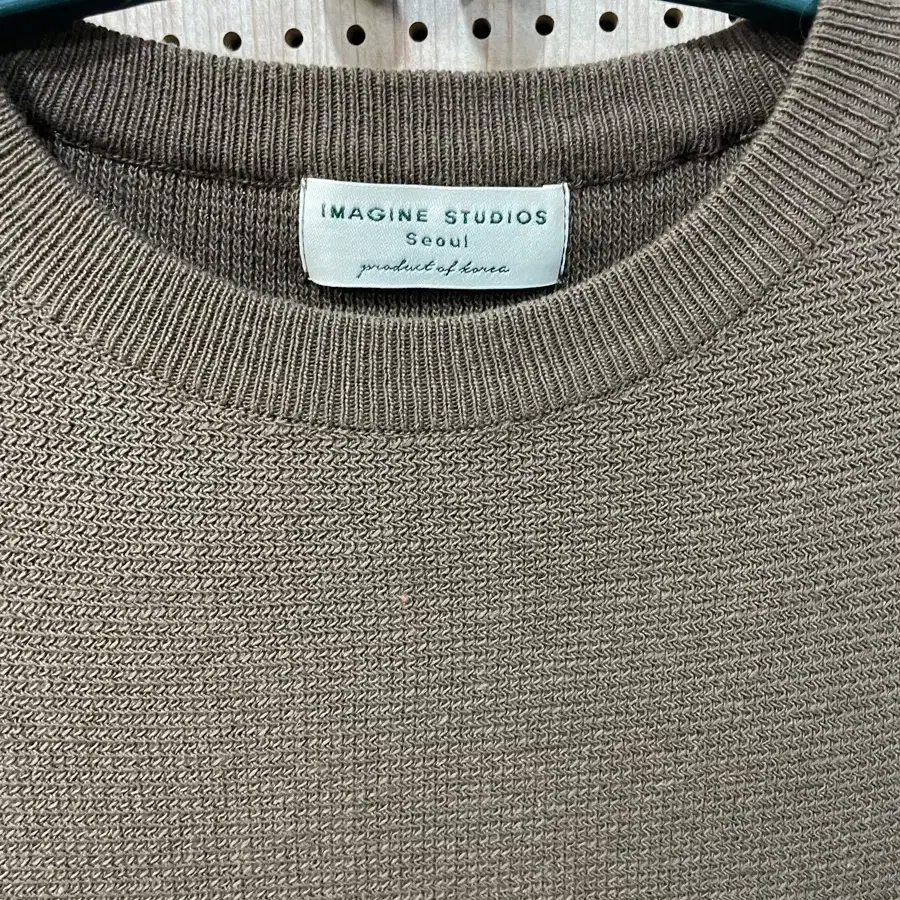 IMAGINE STUDIOS
Seoul
product of korea